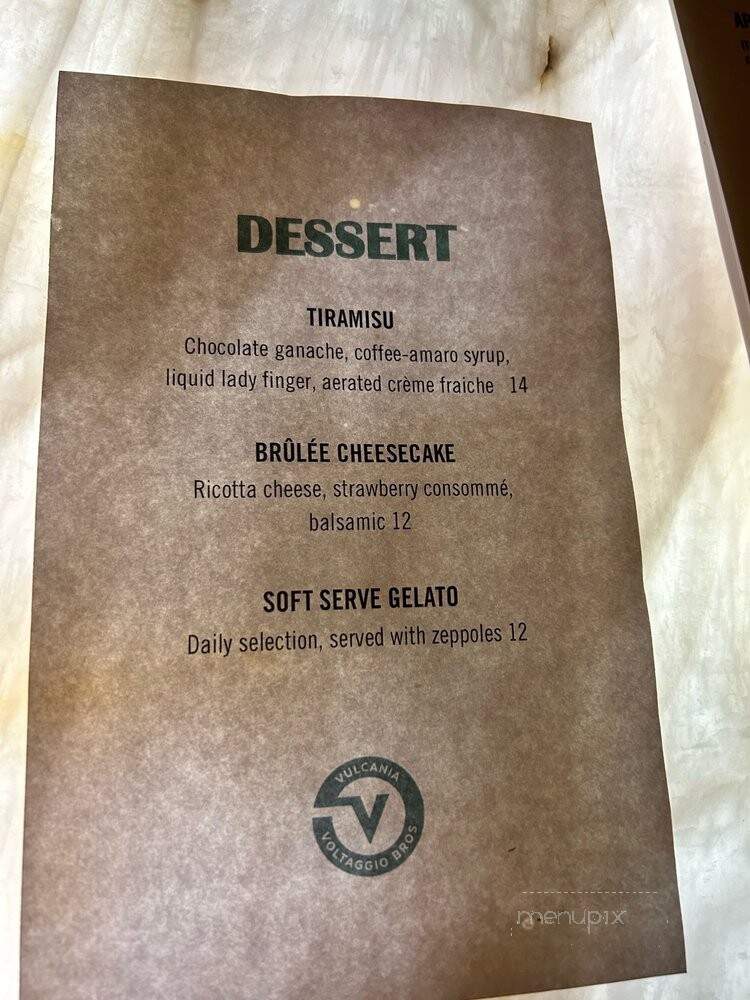 DESSERT
TIRAMISU
Chocolate ganache, coffee-amaro syrup,
liquid lady finger, aerated crème fraiche 14
BRÛLÉE CHEESECAKE
Ricotta cheese, strawberry consommé,
balsamic 12
SOFT SERVE GELATO
Daily selection, served with zeppoles 12
VULCANIA
V
VOLTAGGIO BROS
menupix